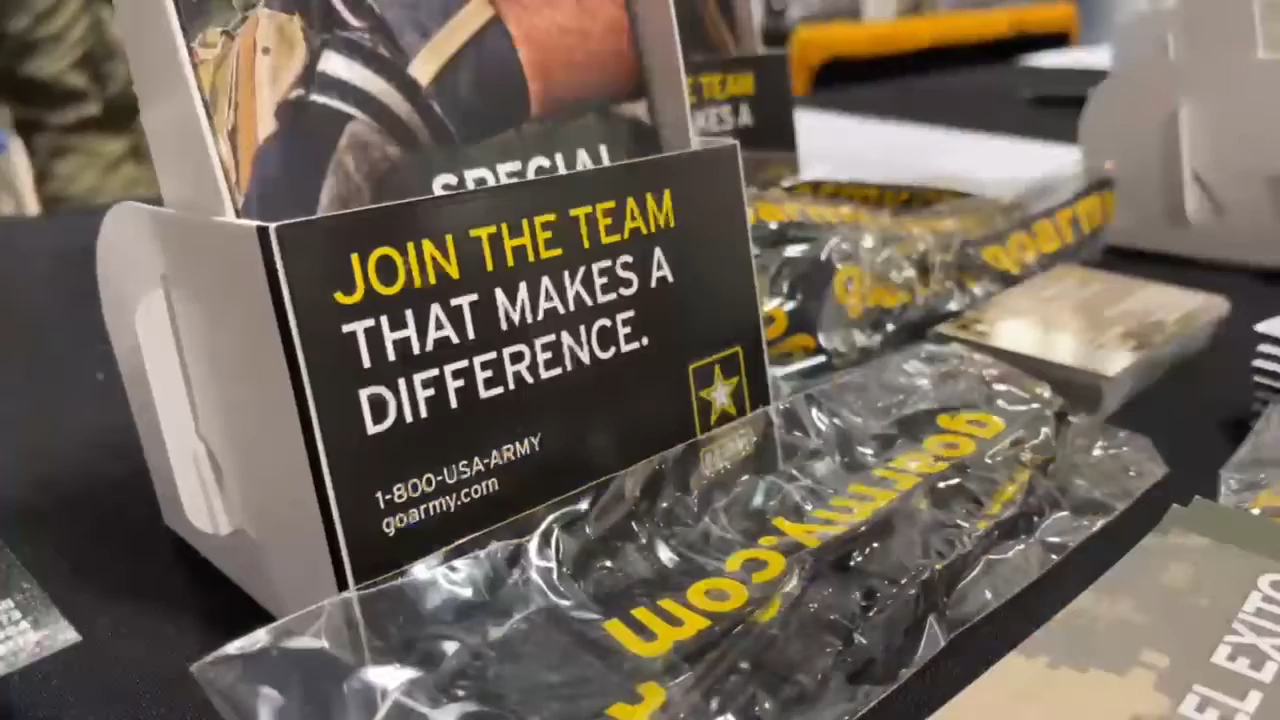 SPECIAL
JOIN THE TEAM
THAT MAKES A
DIFFERENCE.
1-800-USA-ARMY
goarmy.com
TEAM
KES A
goarmy.com
goarm
EL EXITO